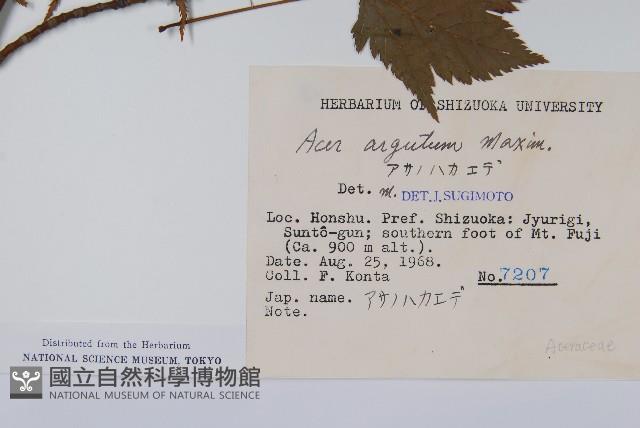 HERBARIUM OF SHIZUOKA UNIVERSITY
Acer argutum Maxim.
アサノハカエデ
Det. M. DET. J. SUGIMOTO
Loc. Honshu. Pref. Shizuoka: Jyurigi,
Suntô-gun; southern foot of Mt. Fuji
(Ca. 900 m alt.).
Date. Aug. 25, 1968.
Coll. F. Konta No. 7207
Jap. name. アサノハカエデ
Note.
Aceraceae
Distributed from the Herbarium
NATIONAL SCIENCE MUSEUM, TOKYO
國立自然科學博物館
NATIONAL MUSEUM OF NATURAL SCIENCE